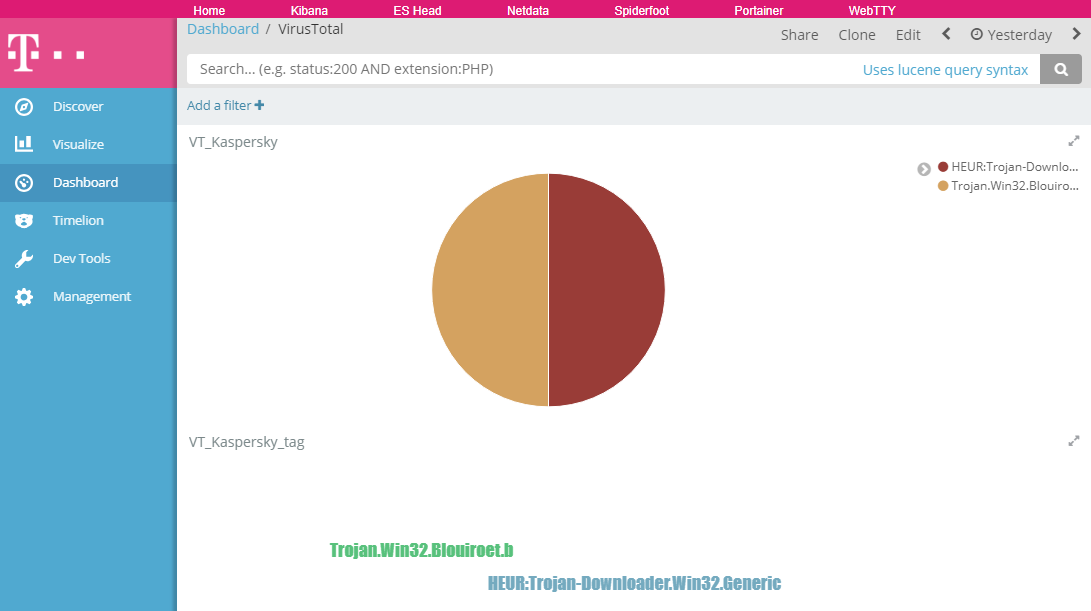 Home Kibana ES Head Netdata Spiderfoot Portainer WebTTY
T
Dashboard / VirusTotal
Share Clone Edit Yesterday
Search... (e.g. status:200 AND extension:PHP) Uses lucene query syntax
Add a filter
Discover
Visualize
Dashboard
Timelion
Dev Tools
Management
VT_Kaspersky
HEUR:Trojan-Downlo...
Trojan.Win32.Blouiro...
VT_Kaspersky_tag
Trojan.Win32.Blouiroet.b
HEUR:Trojan-Downloader.Win32.Generic